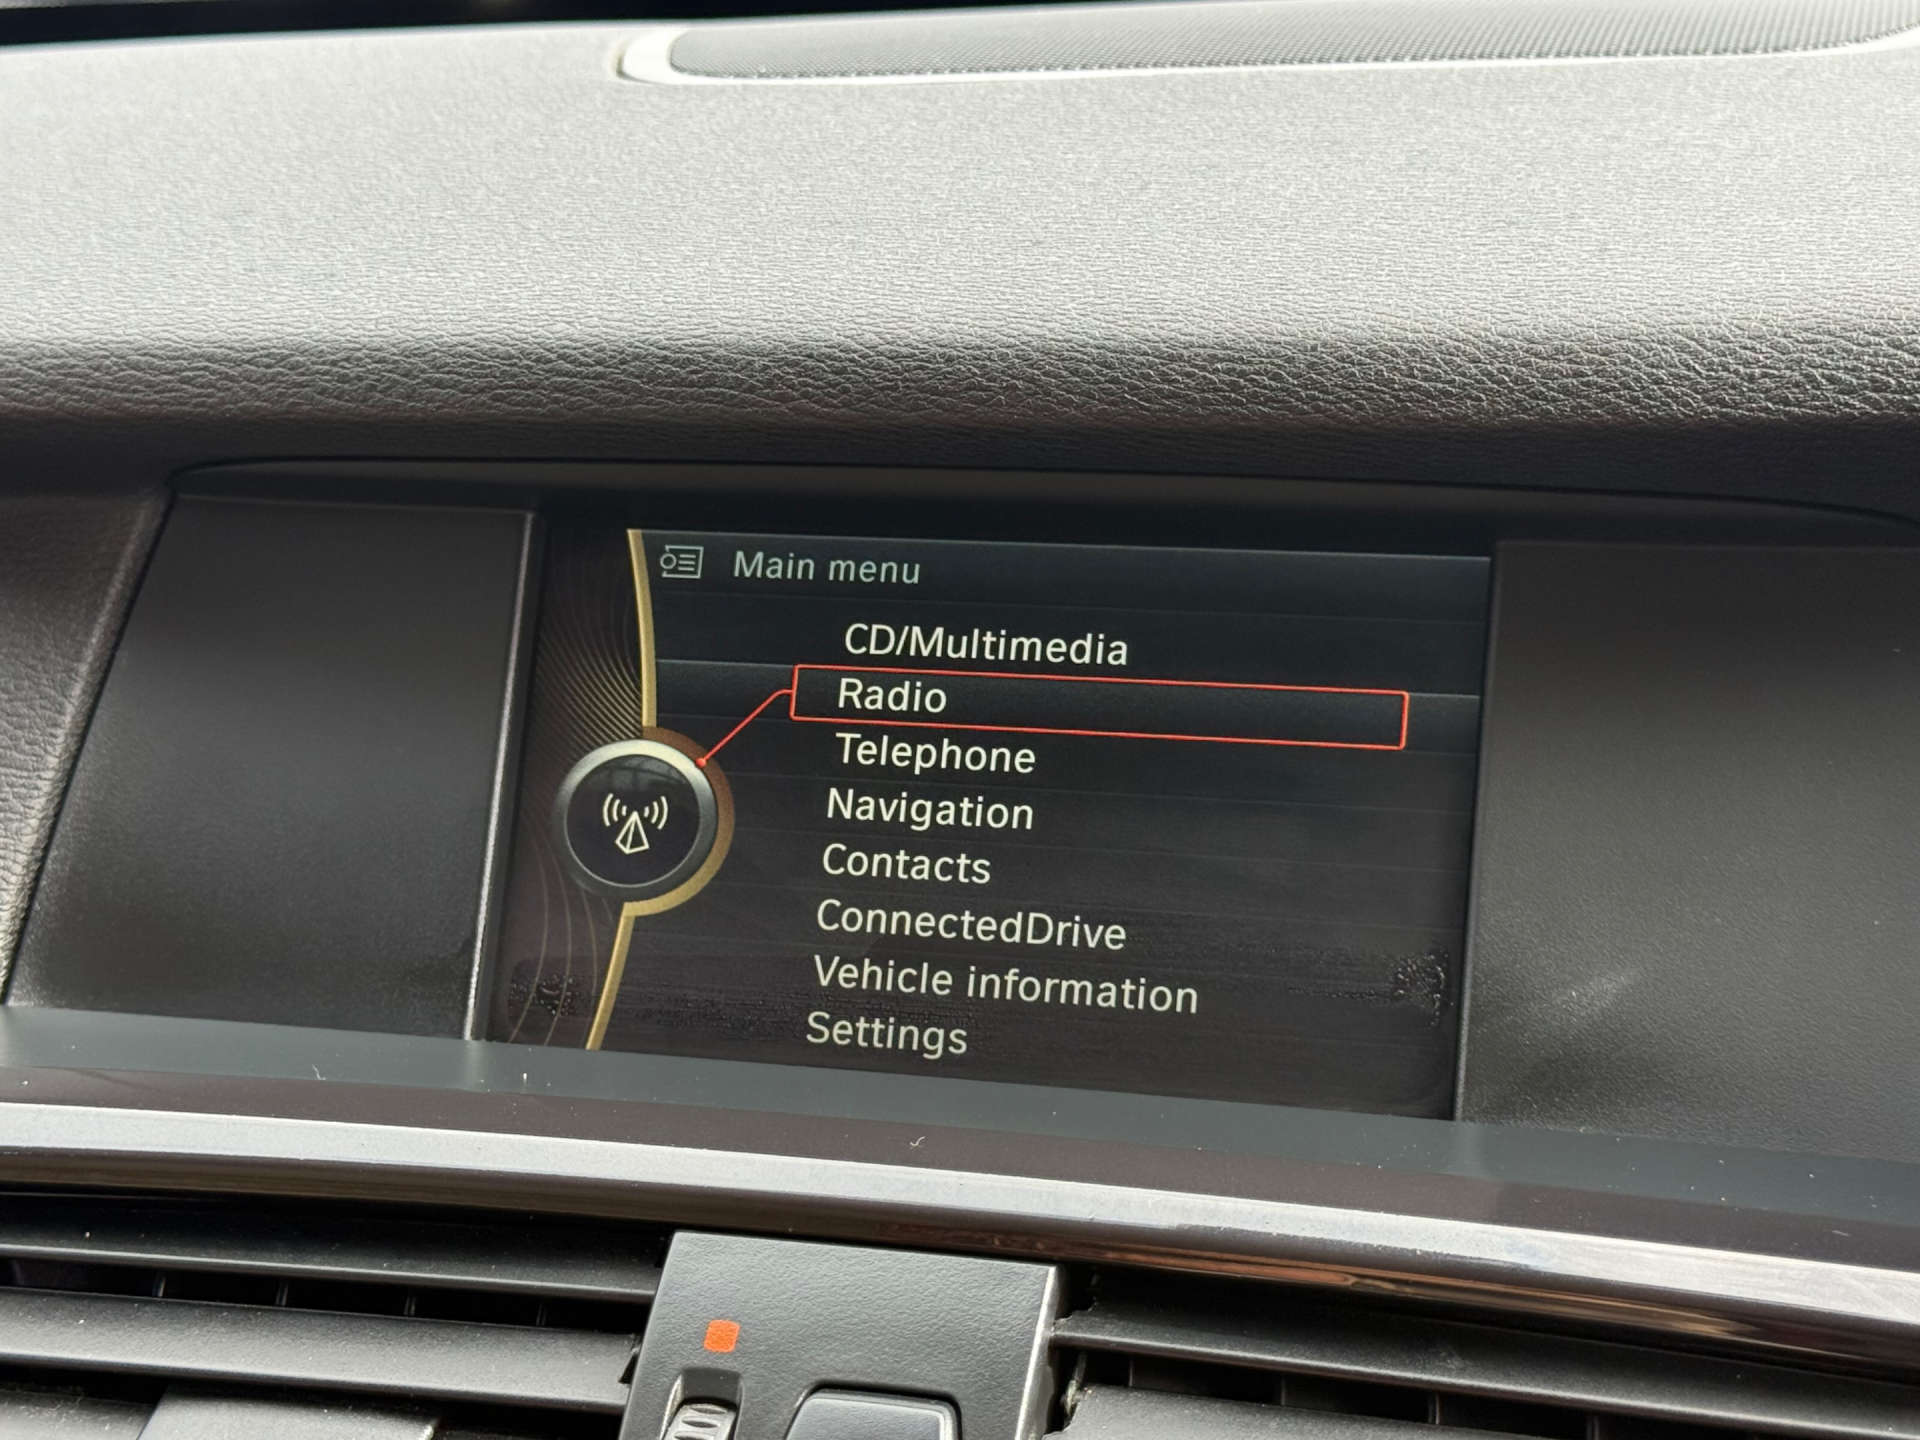 Main menu
CD/Multimedia
Radio
Telephone
Navigation
Contacts
ConnectedDrive
Vehicle information
Settings